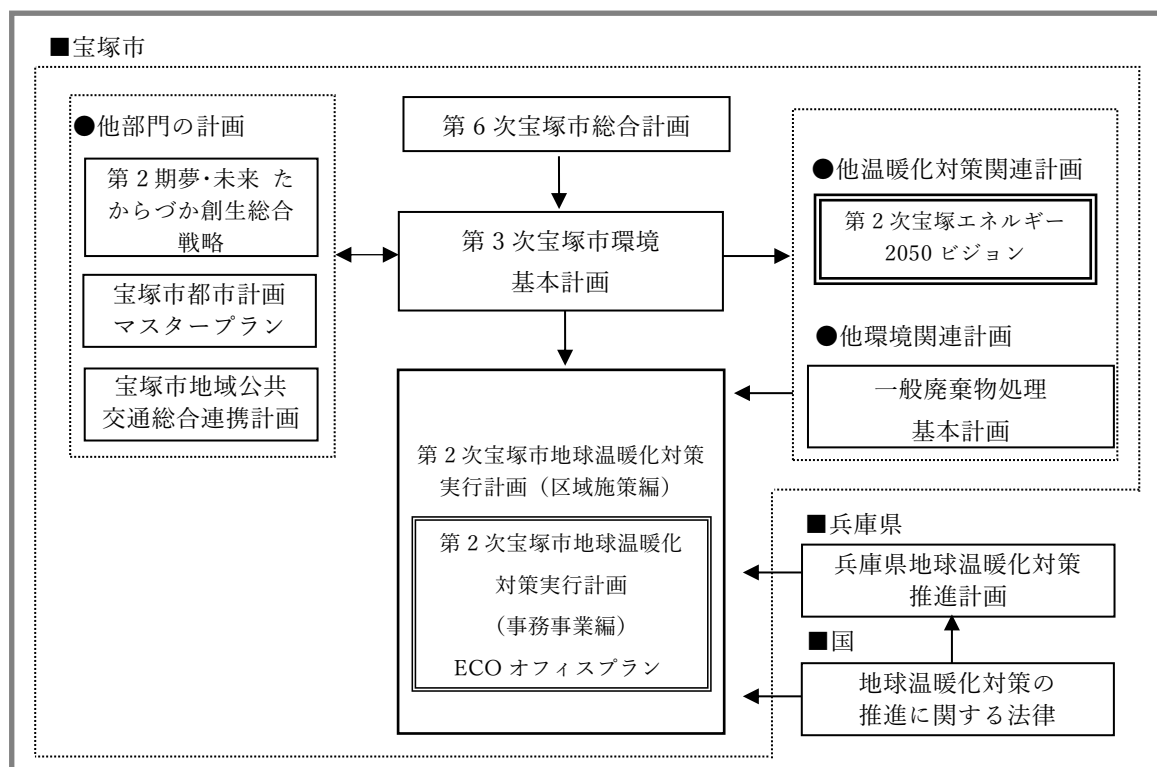 ■宝塚市
●他部門の計画
第２期夢・未来 た
からづか創生総合
戦略
宝塚市都市計画
マスタープラン
宝塚市地域公共
交通総合連携計画
第６次宝塚市総合計画
第３次宝塚市環境
基本計画
●他温暖化対策関連計画
第２次宝塚エネルギー
2050 ビジョン
●他環境関連計画
一般廃棄物処理
基本計画
第２次宝塚市地球温暖化対策
実行計画（区域施策編）
第２次宝塚市地球温暖化
対策実行計画
（事務事業編）
ECO オフィスプラン
■兵庫県
兵庫県地球温暖化対策
推進計画
■国
地球温暖化対策の
推進に関する法律